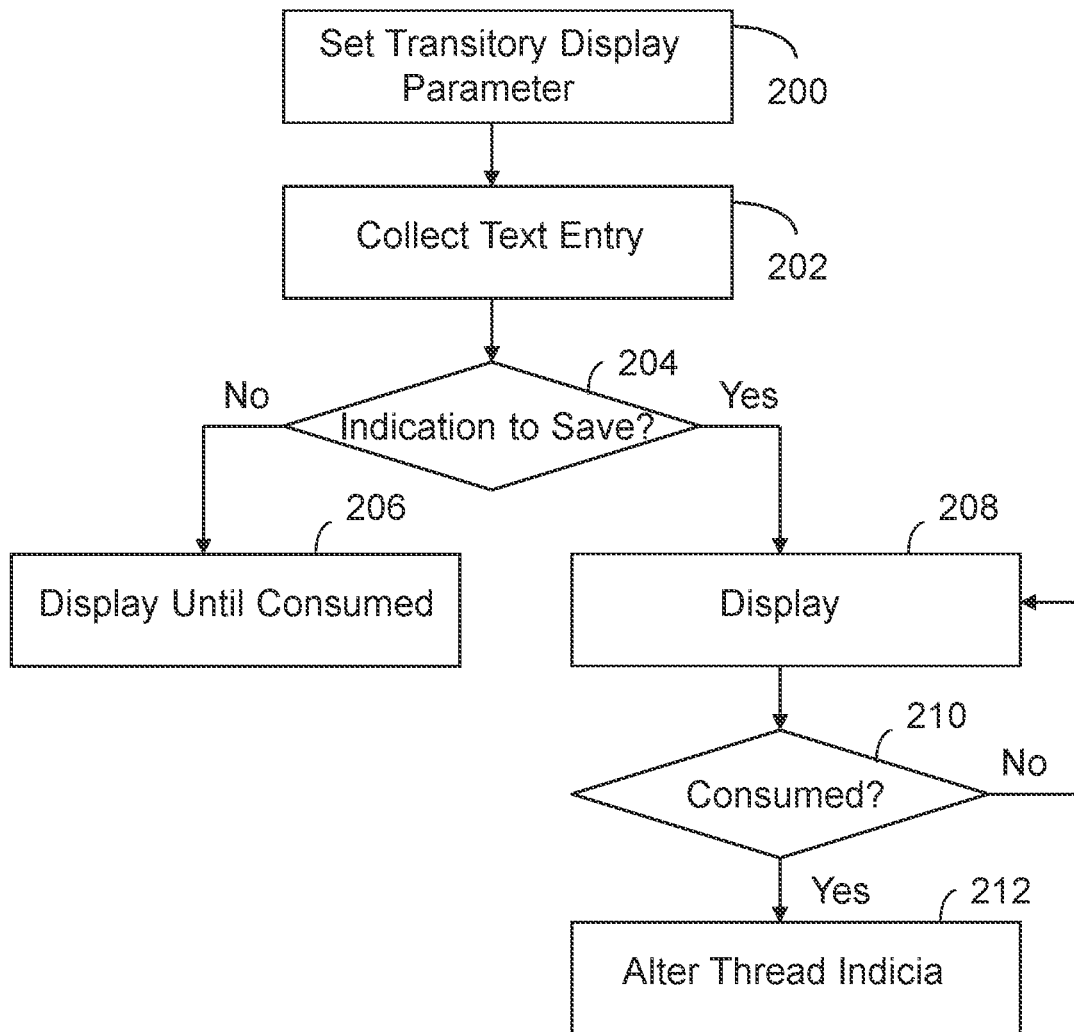 Set Transitory Display
Parameter
200
Collect Text Entry
202
204
No
Yes
Indication to Save?
206
208
Display Until Consumed
Display
210
No
Consumed?
Yes
212
Alter Thread Indicia